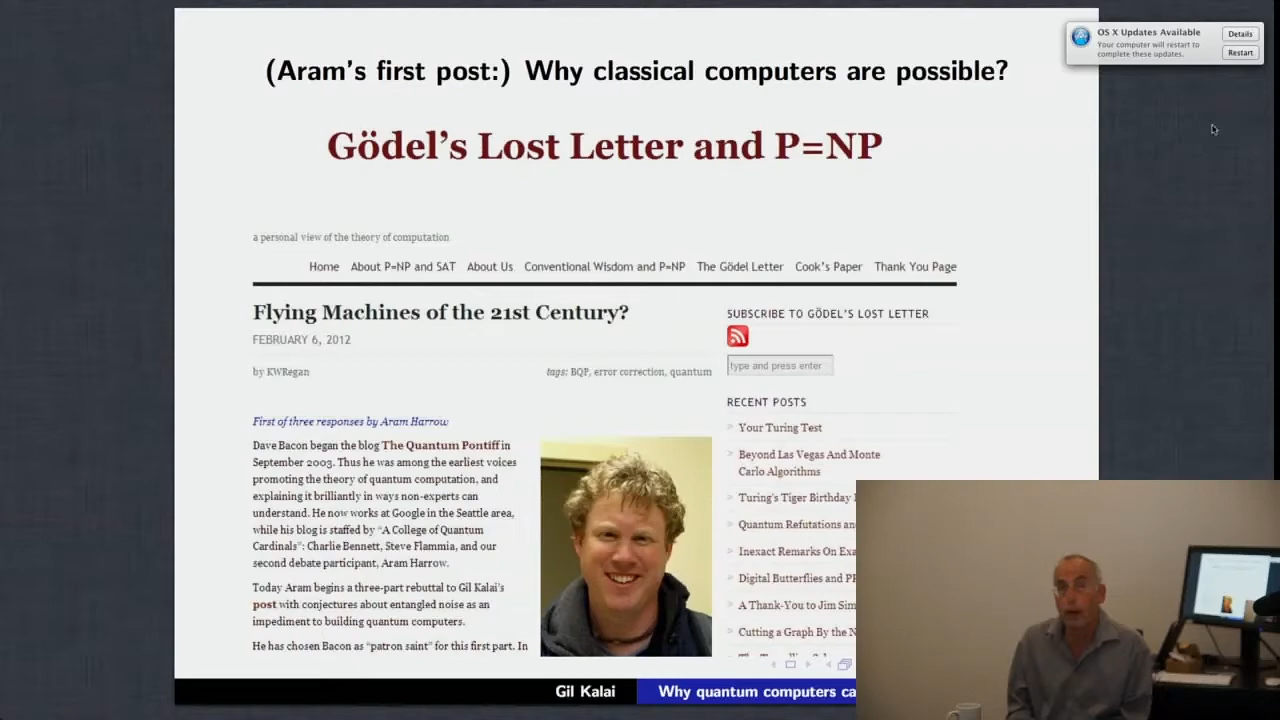 OS X Updates Available
Your computer will restart to
complete these updates.
Details
Restart
(Aram's first post:) Why classical computers are possible?
Gödel's Lost Letter and P=NP
a personal view of the theory of computation
Home About P=NP and SAT About Us Conventional Wisdom and P=NP The Gödel Letter Cook's Paper Thank You Page
Flying Machines of the 21st Century?
FEBRUARY 6, 2012
by KWRegan tags: BQP, error correction, quantum
First of three responses by Aram Harrow
Dave Bacon began the blog The Quantum Pontiff in
September 2003. Thus he was among the earliest voices
promoting the theory of quantum computation, and
explaining it brilliantly in ways non-experts can
understand. He now works at Google in the Seattle area,
while his blog is staffed by “A College of Quantum
Cardinals”: Charlie Bennett, Steve Flammia, and our
second debate participant, Aram Harrow.
Today Aram begins a three-part rebuttal to Gil Kalai's
post with conjectures about entangled noise as an
impediment to building quantum computers.
He has chosen Bacon as “patron saint” for this first part. In
SUBSCRIBE TO GÖDEL'S LOST LETTER
type and press enter
RECENT POSTS
Your Turing Test
Beyond Las Vegas And Monte
Carlo Algorithms
Turing's Tiger Birthday
Quantum Refutations an
Inexact Remarks On Exa
Digital Butterflies and P
A Thank-You to Jim Sim
Cutting a Graph By the N
Gil Kalai
Why quantum computers ca